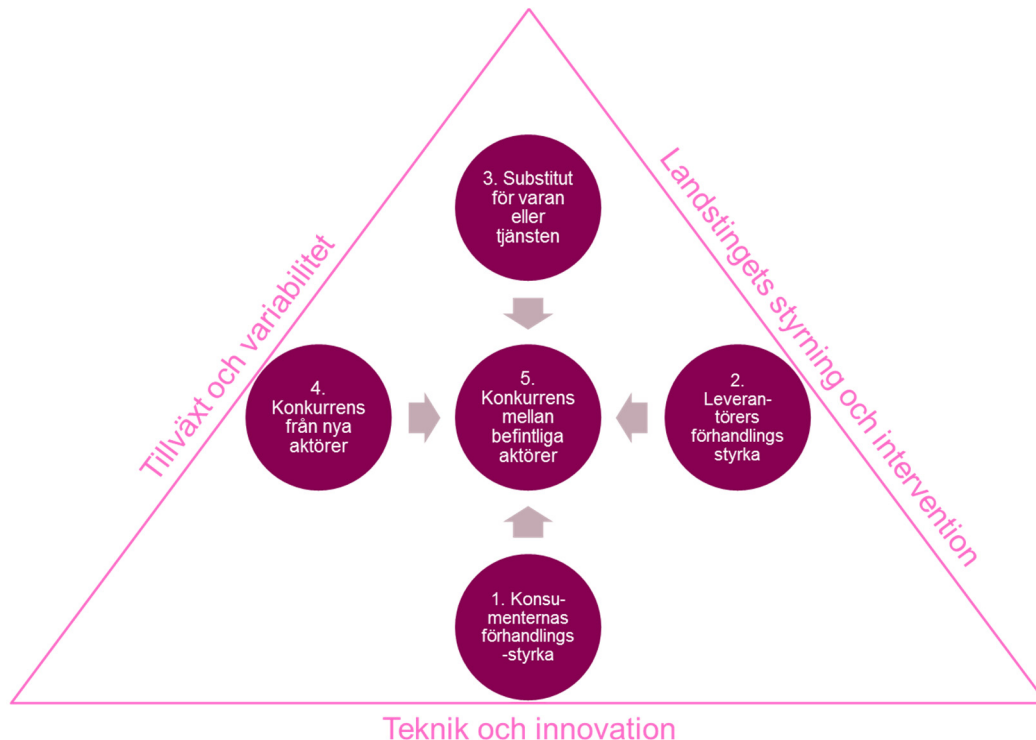 3. Substitut
för varan
eller
tjänsten
Tillväxt och variabilitet
Landstingets styrning och intervention
4.
Konkurrens
från nya
aktörer
5.
Konkurrens
mellan
befintliga
aktörer
2.
Leveran-
törers
förhandlings
styrka
1. Konsu-
menternas
förhandlings
-styrka
Teknik och innovation